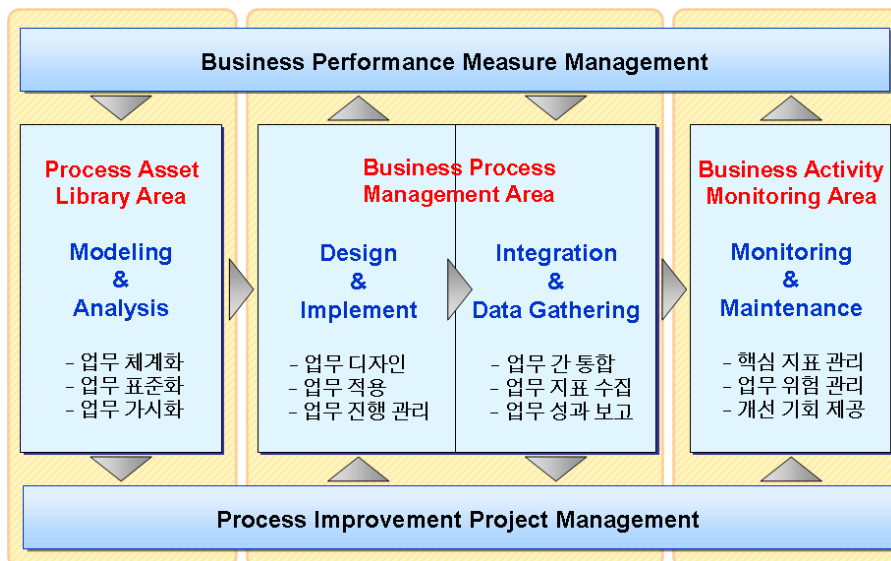 Business Performance Measure Management
Process Asset
Library Area
Modeling
&
Analysis
- 업무 체계화
- 업무 표준화
- 업무 가시화
Business Process
Management Area
Design
&
Implement
- 업무 디자인
- 업무 적용
- 업무 진행 관리
Integration
&
Data Gathering
- 업무 간 통합
- 업무 지표 수집
- 업무 성과 보고
Business Activity
Monitoring Area
Monitoring
&
Maintenance
- 핵심 지표 관리
- 업무 위험 관리
- 개선 기회 제공
Process Improvement Project Management